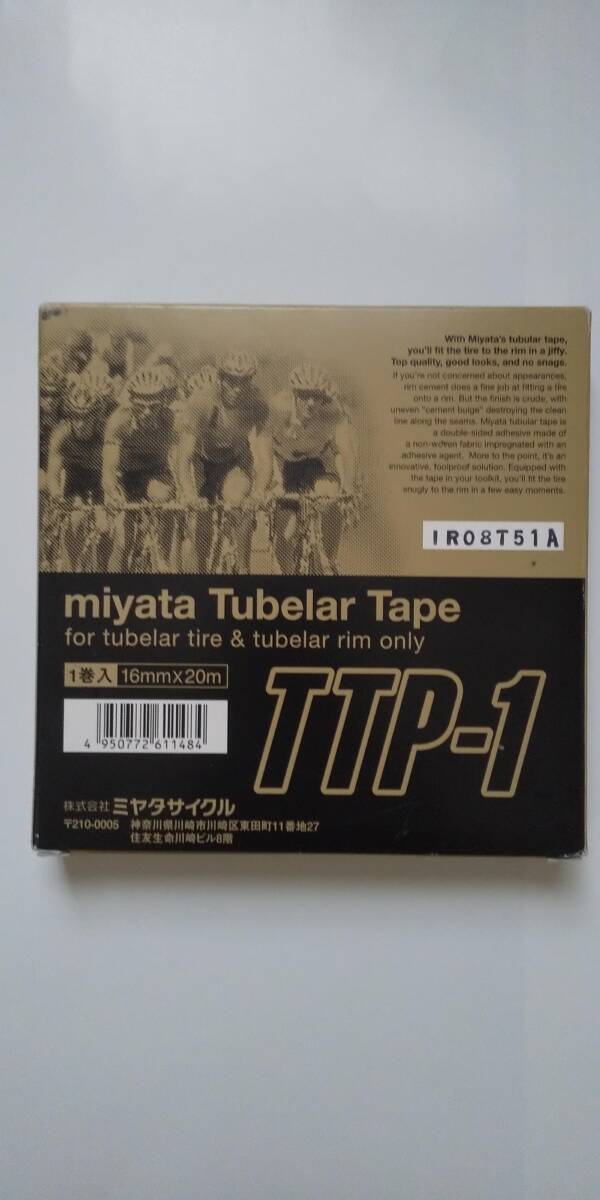 With Miyata's tubular tape,
you'll fit the tire to the rim in a jiffy.
Top quality, good looks, and no snags.
If you're not concerned about appearances,
rim cement does a fine job at fitting a tire
onto a rim. But the finish is crude, with
uneven "cement bulge" destroying the clean
line along the seams. Miyata tubular tape is
a double-sided adhesive made of
a non-woven fabric impregnated with an
adhesive agent. More to the point, it's an
innovative, foolproof solution. Equipped with
the tape in your toolkit, you'll fit the tire
snugly to the rim in a few easy moments.
1R08T51A
miyata Tubelar Tape
for tubelar tire & tubelar rim only
1巻入 16mm×20m
TTP-1
4 950772 611484
株式会社 ミヤタサイクル
〒210-0005 神奈川県川崎市川崎区東田町11番地27
住友生命川崎ビル8階